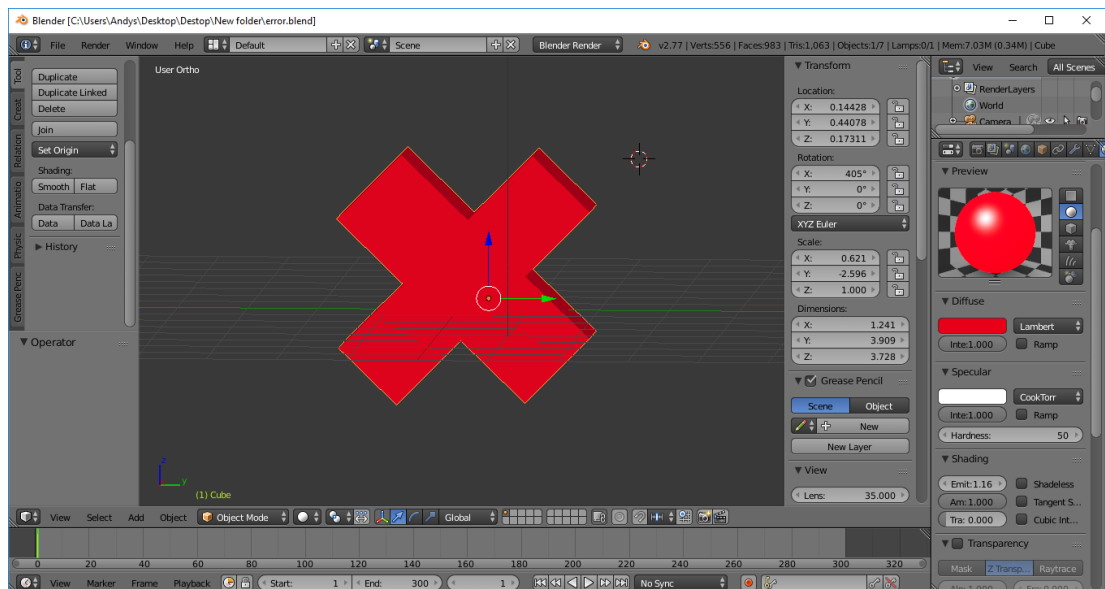 Blender [C:\Users\Andys\Desktop\Destop\New folder\error.blend]
File Render Window Help Default Scene Blender Render v2.77 | Verts:556 | Faces:983 | Tris:1,063 | Objects:1/7 | Lamps:0/1 | Mem:7.03M (0.34M) | Cube
Tool
Creat
Relation
Animatio
Physic
Grease Penc
Duplicate
Duplicate Linked
Delete
Join
Set Origin
Shading:
Smooth Flat
Data Transfer:
Data Data La
History
Operator
User Ortho
z
y
(1) Cube
Transform
Location:
X: 0.14428
Y: 0.44078
Z: 0.17311
Rotation:
X: 405°
Y: 0°
Z: 0°
XYZ Euler
Scale:
X: 0.621
Y: -2.596
Z: 1.000
Dimensions:
X: 1.241
Y: 3.909
Z: 3.728
Grease Pencil
Scene Object
New
New Layer
View
Lens: 35.000
View Search All Scenes
RenderLayers
World
Camera
Preview
Diffuse
Lambert
Inte:1.000 Ramp
Specular
CookTorr
Inte:1.000 Ramp
Hardness: 50
Shading
Emit:1.16 Shadeless
Am: 1.000 Tangent S...
Tra: 0.000 Cubic Int...
Transparency
Mask Z Transp... Raytrace
View Select Add Object Object Mode Global
0 20 40 60 80 100 120 140 160 180 200 220 240 260 280 300 320
View Marker Frame Playback Start: 1 End: 300 1 No Sync